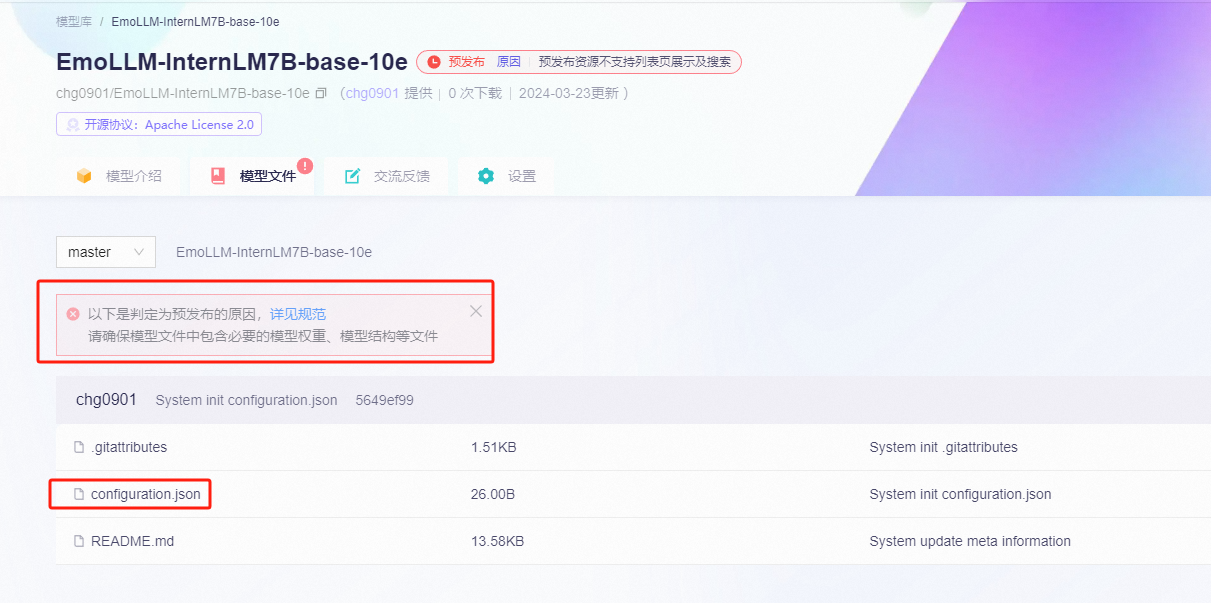 模型库 / EmoLLM-InternLM7B-base-10e
EmoLLM-InternLM7B-base-10e 预发布 原因 预发布资源不支持列表页展示及搜索
chg0901/EmoLLM-InternLM7B-base-10e (chg0901 提供 | 0 次下载 | 2024-03-23更新 )
开源协议：Apache License 2.0
模型介绍 模型文件 ! 交流反馈 设置
master EmoLLM-InternLM7B-base-10e
以下是判定为预发布的原因，详见规范
请确保模型文件中包含必要的模型权重、模型结构等文件
chg0901 System init configuration.json 5649ef99
.gitattributes 1.51KB System init .gitattributes
configuration.json 26.00B System init configuration.json
README.md 13.58KB System update meta information